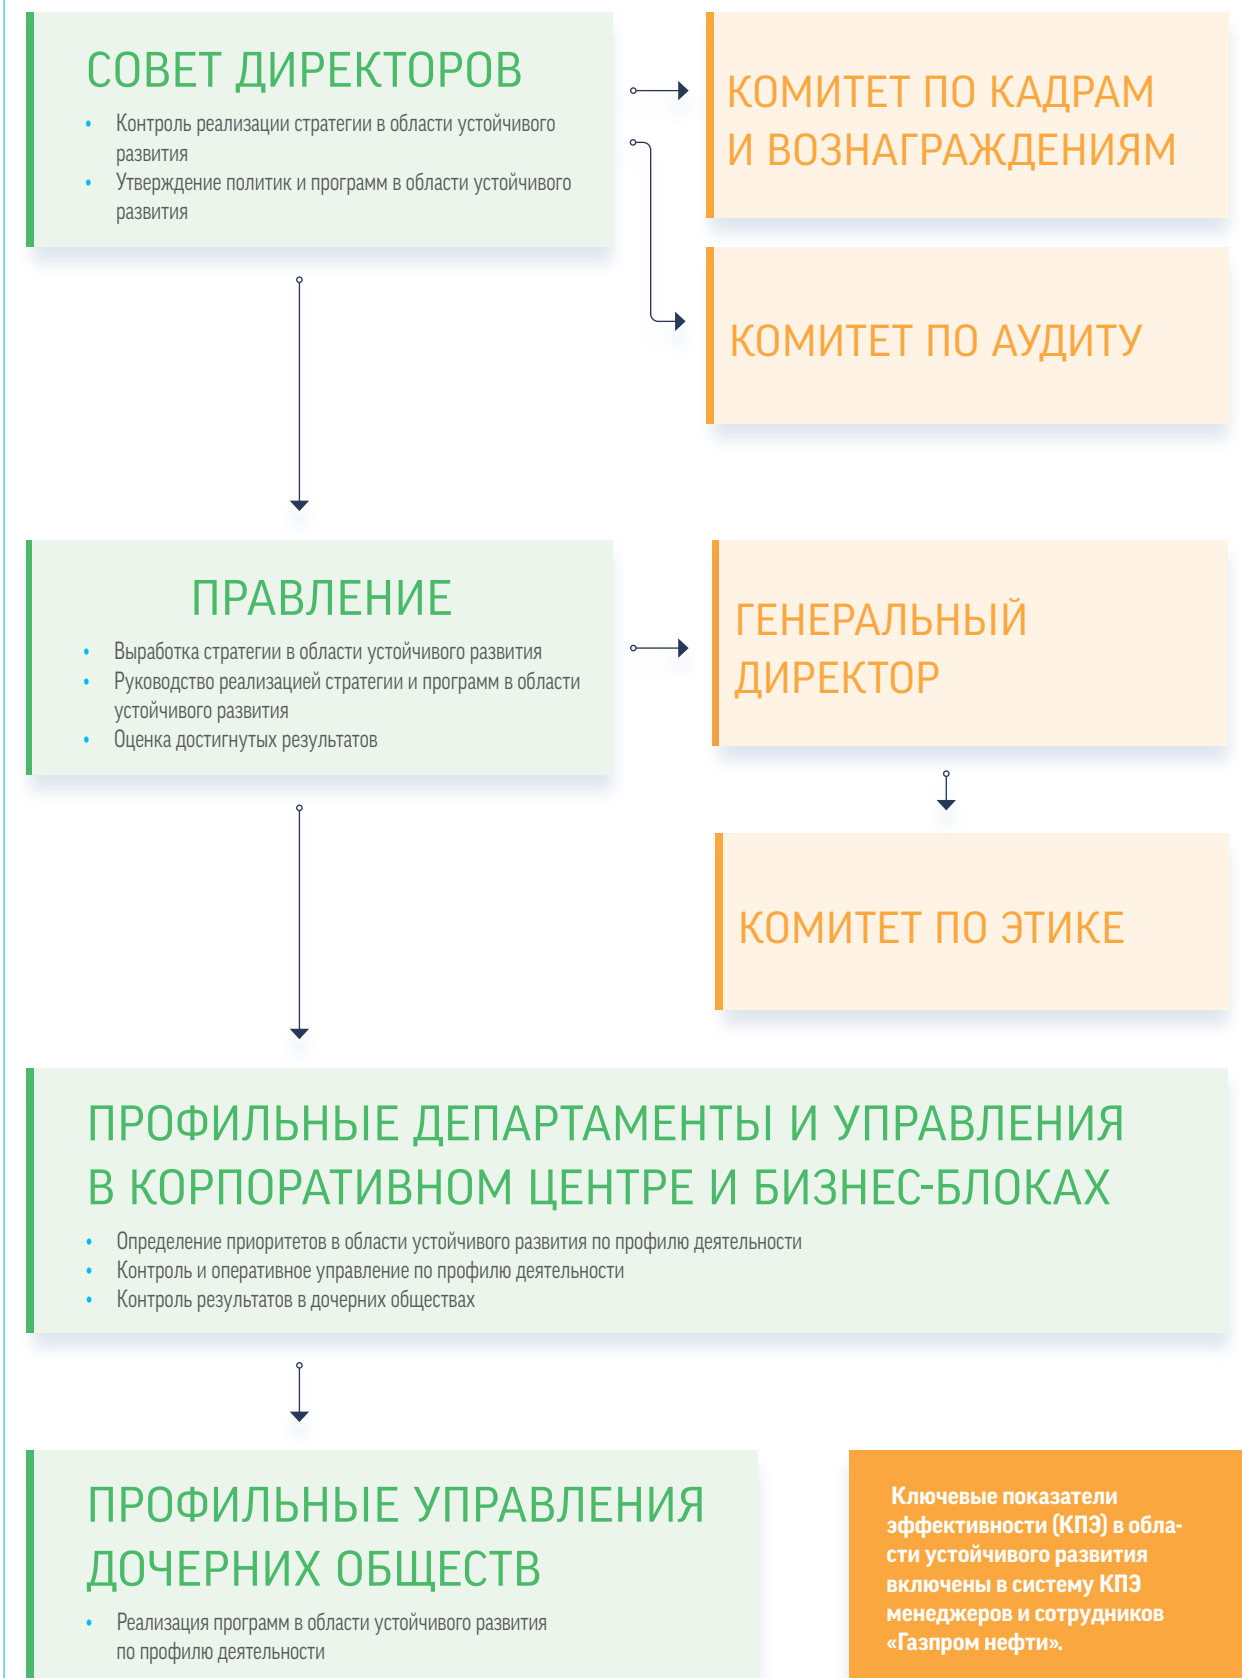 СОВЕТ ДИРЕКТОРОВ
• Контроль реализации стратегии в области устойчивого
развития
• Утверждение политик и программ в области устойчивого
развития
КОМИТЕТ ПО КАДРАМ
И ВОЗНАГРАЖДЕНИЯМ
КОМИТЕТ ПО АУДИТУ
ПРАВЛЕНИЕ
• Выработка стратегии в области устойчивого развития
• Руководство реализацией стратегии и программ в области
устойчивого развития
• Оценка достигнутых результатов
ГЕНЕРАЛЬНЫЙ
ДИРЕКТОР
КОМИТЕТ ПО ЭТИКЕ
ПРОФИЛЬНЫЕ ДЕПАРТАМЕНТЫ И УПРАВЛЕНИЯ
В КОРПОРАТИВНОМ ЦЕНТРЕ И БИЗНЕС-БЛОКАХ
• Определение приоритетов в области устойчивого развития по профилю деятельности
• Контроль и оперативное управление по профилю деятельности
• Контроль результатов в дочерних обществах
ПРОФИЛЬНЫЕ УПРАВЛЕНИЯ
ДОЧЕРНИХ ОБЩЕСТВ
• Реализация программ в области устойчивого развития
по профилю деятельности
Ключевые показатели
эффективности (КПЭ) в обла-
сти устойчивого развития
включены в систему КПЭ
менеджеров и сотрудников
«Газпром нефти».